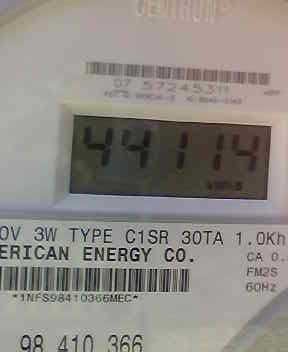 CENTRON
07 57245311
44114
0V 3W TYPE C1SR 30TA 1.0Kh
ERICAN ENERGY CO.
CA 0.
FM2S
60Hz
*1NFS98410366MEC*
98 410 366